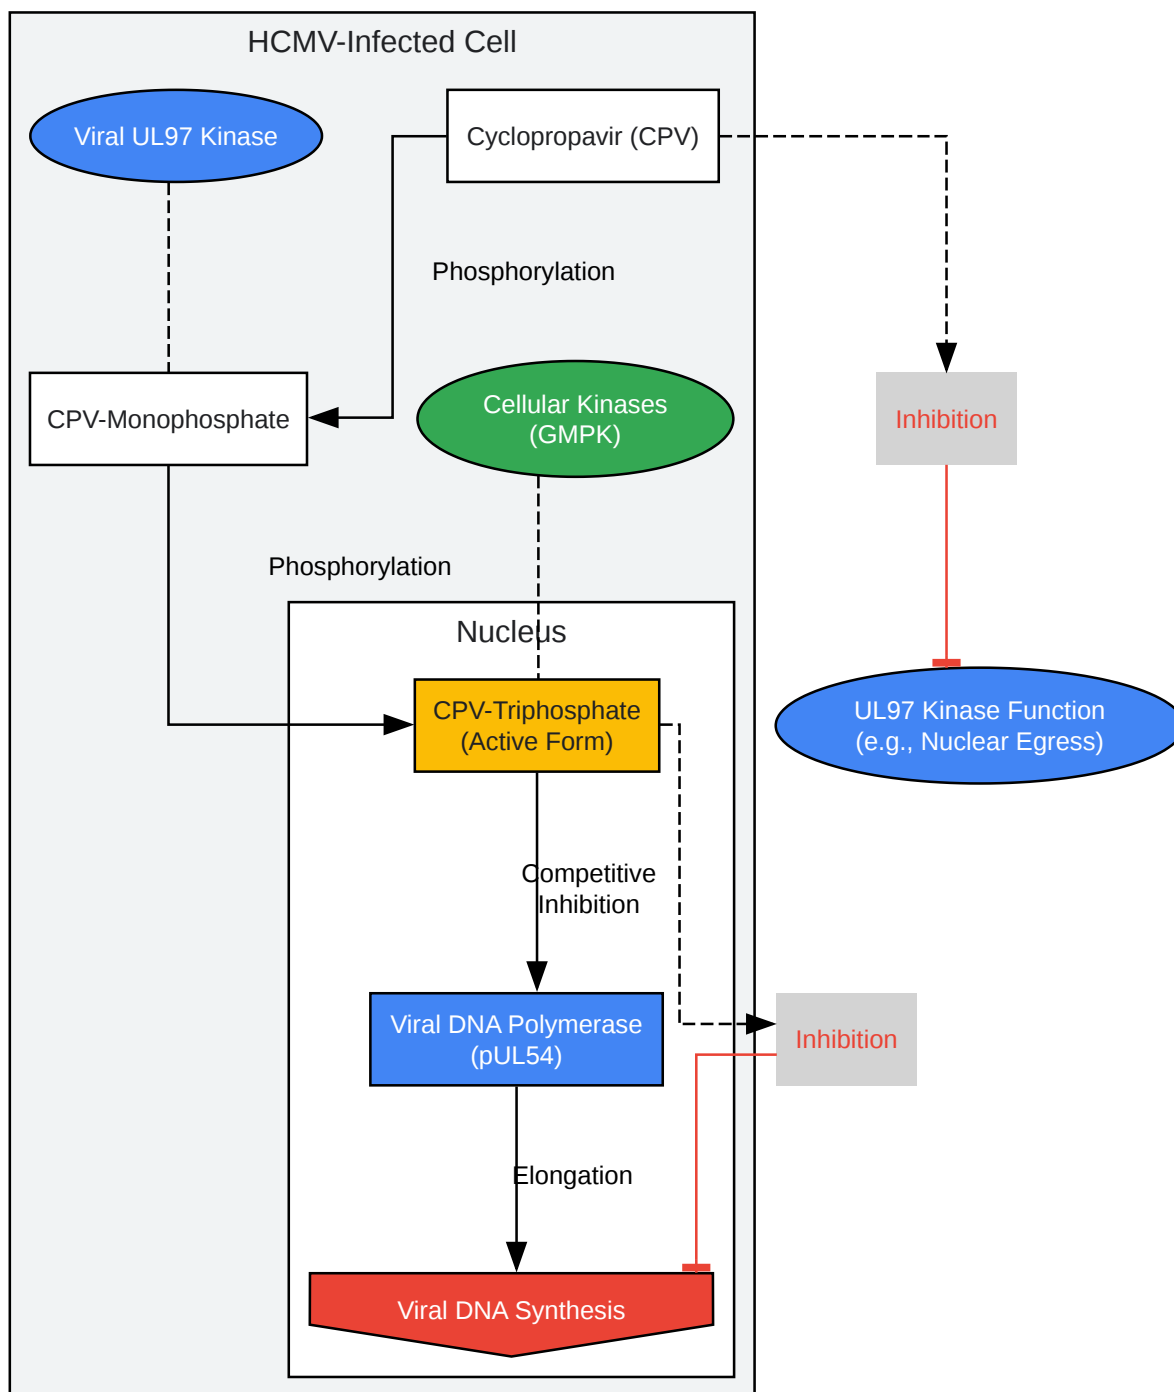 HCMV-Infected Cell
Viral UL97 Kinase
Cyclopropavir (CPV)
Phosphorylation
CPV-Monophosphate
Cellular Kinases
(GMPK)
Inhibition
Phosphorylation
Nucleus
CPV-Triphosphate
(Active Form)
UL97 Kinase Function
(e.g., Nuclear Egress)
Competitive
Inhibition
Viral DNA Polymerase
(pUL54)
Inhibition
Elongation
Viral DNA Synthesis